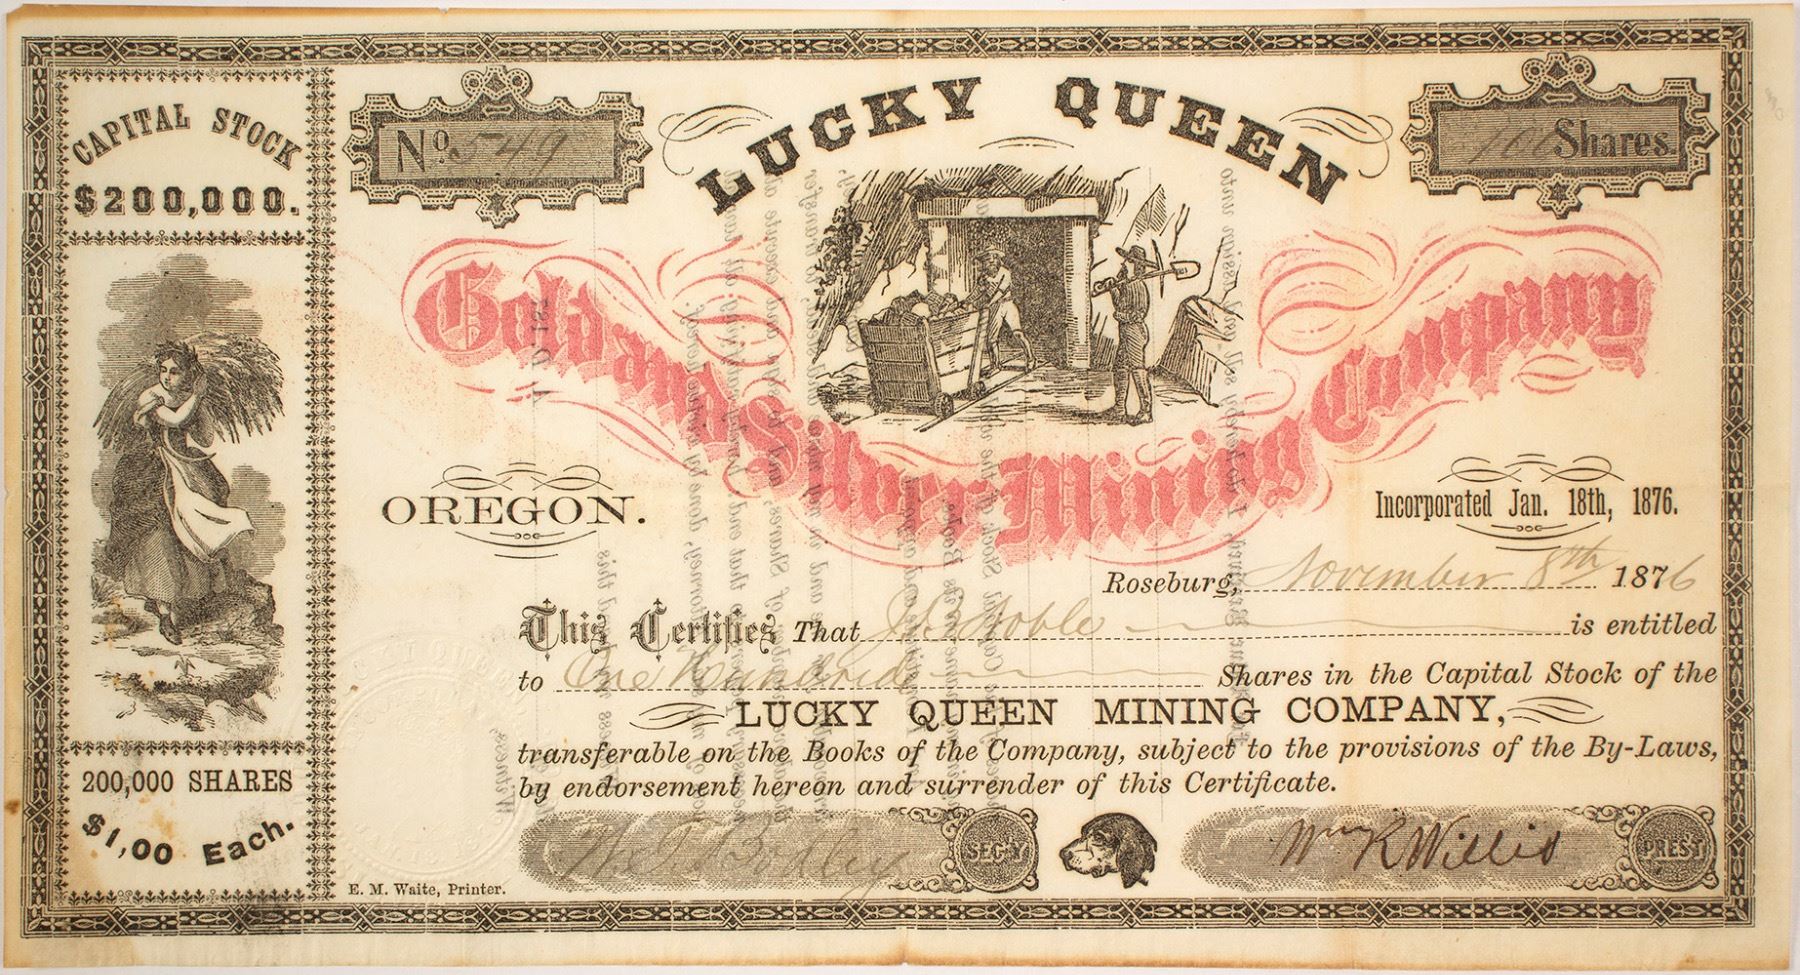 CAPITAL STOCK
$200,000.
200,000 SHARES
$1,00 Each.
No. 549
LUCKY QUEEN
100 Shares.
Gold and Silver Mining Company
OREGON.
Incorporated Jan. 18th, 1876.
Roseburg, November 8th 1876
This Certifies That J. B. Noble is entitled
to One Hundred Shares in the Capital Stock of the
LUCKY QUEEN MINING COMPANY,
transferable on the Books of the Company, subject to the provisions of the By-Laws,
by endorsement hereon and surrender of this Certificate.
Bodley SEC'Y
Wm R Willis PREST
E. M. Waite, Printer.